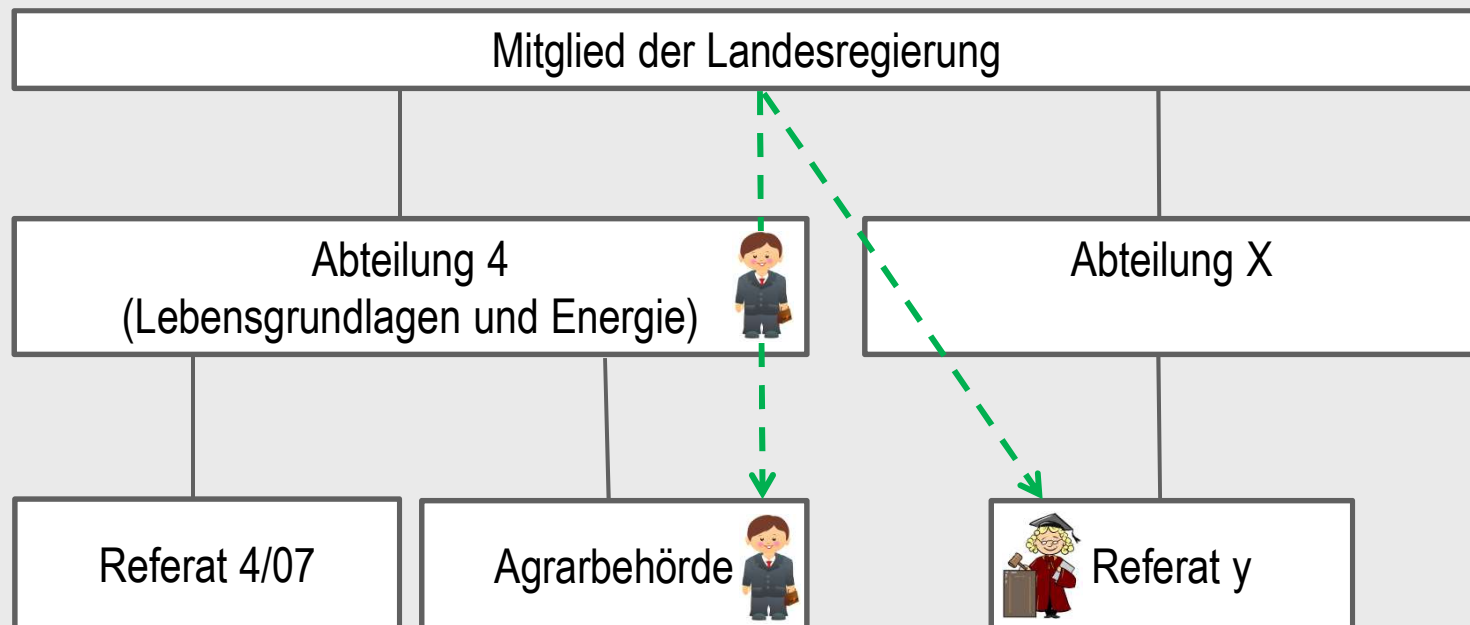 Mitglied der Landesregierung
Abteilung 4
(Lebensgrundlagen und Energie)
Abteilung X
Referat 4/07
Agrarbehörde
Referat y